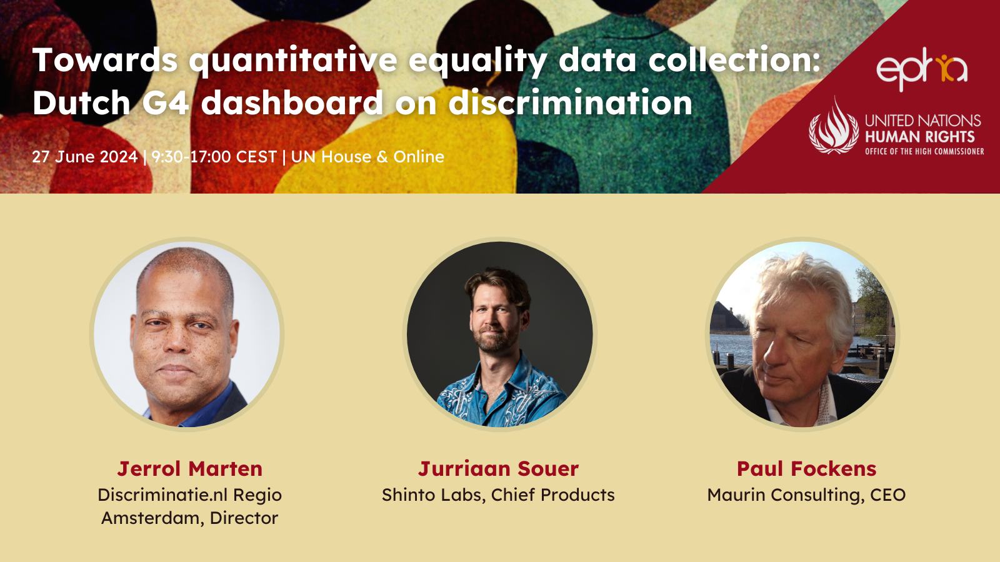 Towards quantitative equality data collection:
Dutch G4 dashboard on discrimination
27 June 2024 | 9:30-17:00 CEST | UN House & Online
ephia
UNITED NATIONS
HUMAN RIGHTS
OFFICE OF THE HIGH COMMISSIONER
Jerrol Marten
Discriminatie.nl Regio
Amsterdam, Director
Jurriaan Souer
Shinto Labs, Chief Products
Paul Fockens
Maurin Consulting, CEO